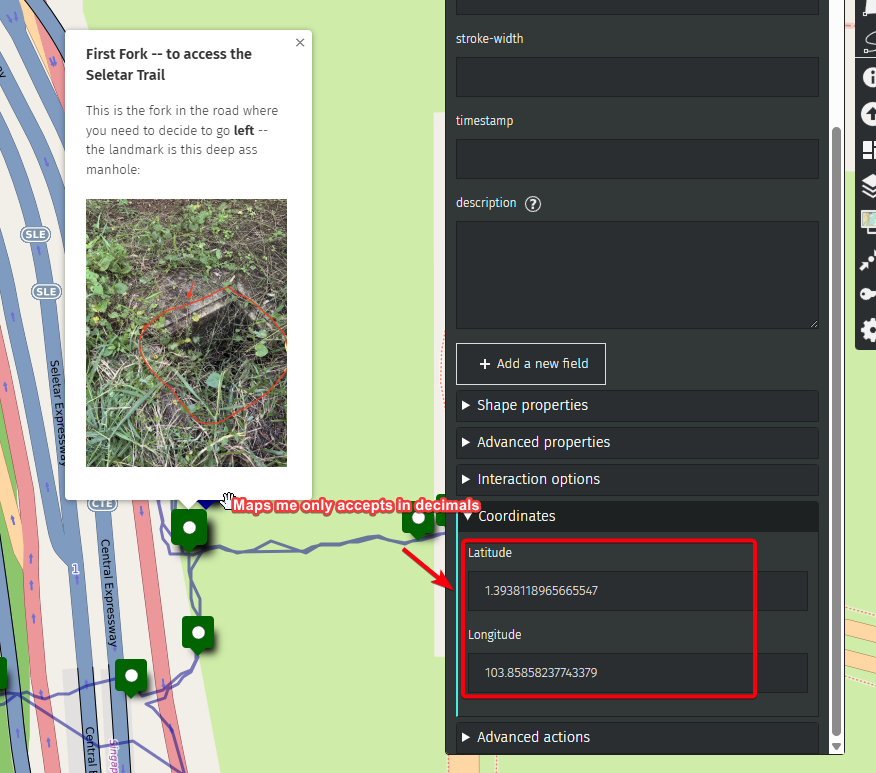 First Fork -- to access the
Seletar Trail
This is the fork in the road where
you need to decide to go left --
the landmark is this deep ass
manhole:
SLE
SLE
Seletar Expressway
CTE
Central Expressway
1
Central E
Singap
Maps me only accepts in decimals
stroke-width
timestamp
description ?
+ Add a new field
Shape properties
Advanced properties
Interaction options
Coordinates
Latitude
1.3938118965665547
Longitude
103.85858237743379
Advanced actions